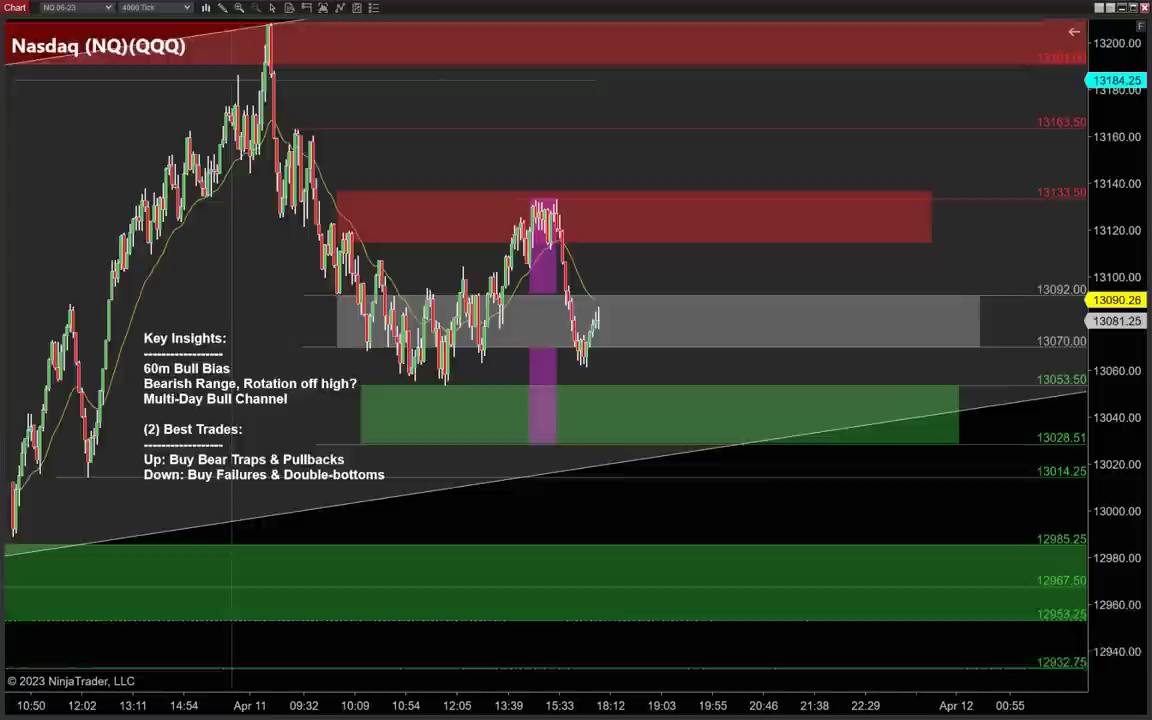 Chart
NQ 06-23
4000 Tick
F
Nasdaq (NQ)(QQQ)
13200.00
13191.00
13184.25
13180.00
13163.50
13160.00
13140.00
13133.50
13120.00
13100.00
13092.00
13090.26
13081.25
13070.00
13060.00
13053.50
13040.00
13028.51
13020.00
13014.25
13000.00
12985.25
12980.00
12967.50
12960.00
12953.25
12940.00
12932.75
Key Insights:
-------------------
60m Bull Bias
Bearish Range, Rotation off high?
Multi-Day Bull Channel
(2) Best Trades:
-------------------
Up: Buy Bear Traps & Pullbacks
Down: Buy Failures & Double-bottoms
© 2023 NinjaTrader, LLC
10:50 12:02 13:11 14:54 Apr 11 09:32 10:09 10:54 12:05 13:39 15:33 18:12 19:03 19:55 20:46 21:38 22:29 Apr 12 00:55